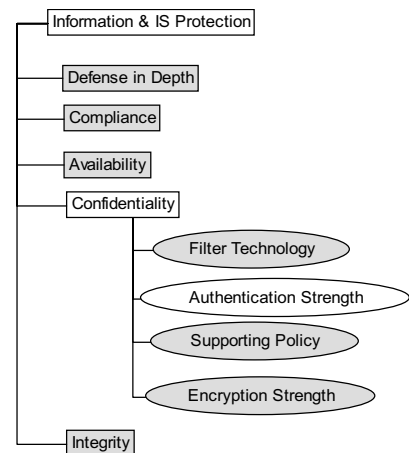 Information & IS Protection
Defense in Depth
Compliance
Availability
Confidentiality
Filter Technology
Authentication Strength
Supporting Policy
Encryption Strength
Integrity